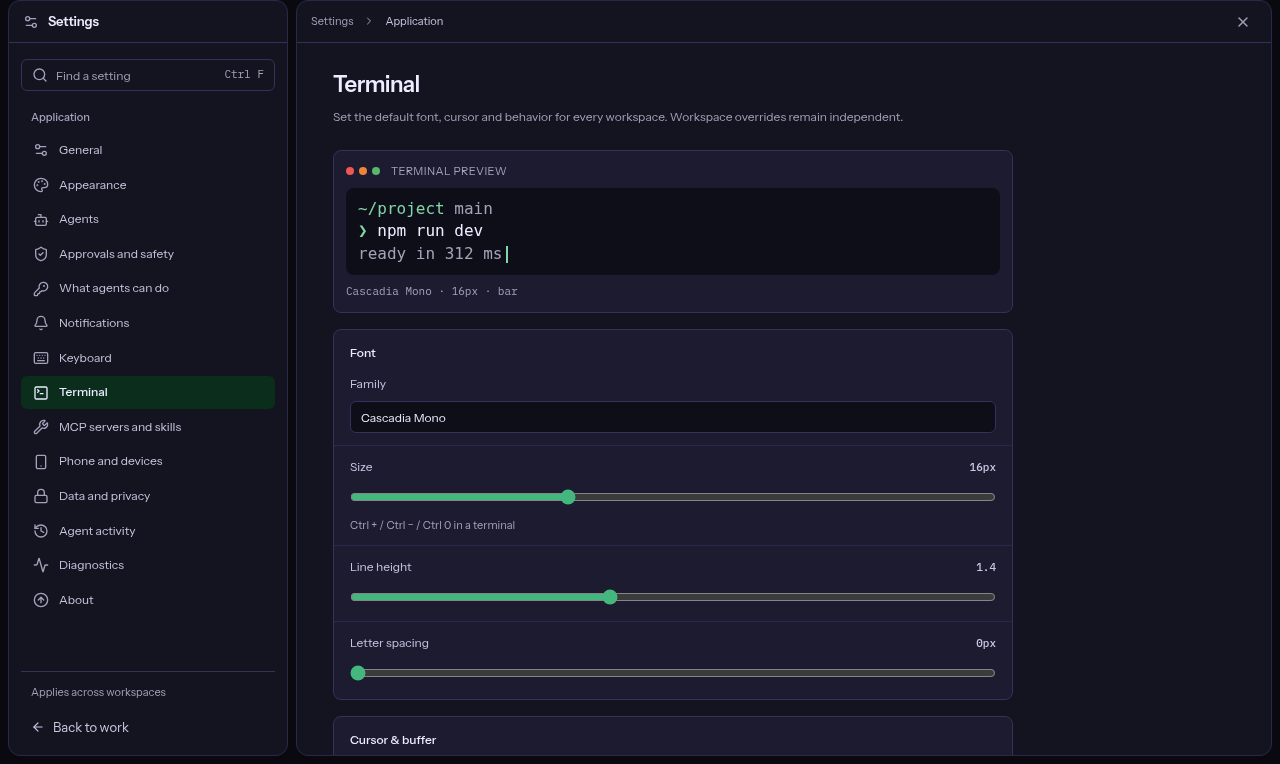 Settings
Find a setting
Ctrl F
Application
General
Appearance
Agents
Approvals and safety
What agents can do
Notifications
Keyboard
Terminal
MCP servers and skills
Phone and devices
Data and privacy
Agent activity
Diagnostics
About
Applies across workspaces
Back to work
Settings > Application
Terminal
Set the default font, cursor and behavior for every workspace. Workspace overrides remain independent.
TERMINAL PREVIEW
~/project main
❯ npm run dev
ready in 312 ms
Cascadia Mono · 16px · bar
Font
Family
Cascadia Mono
Size
16px
Ctrl + / Ctrl − / Ctrl 0 in a terminal
Line height
1.4
Letter spacing
0px
Cursor & buffer